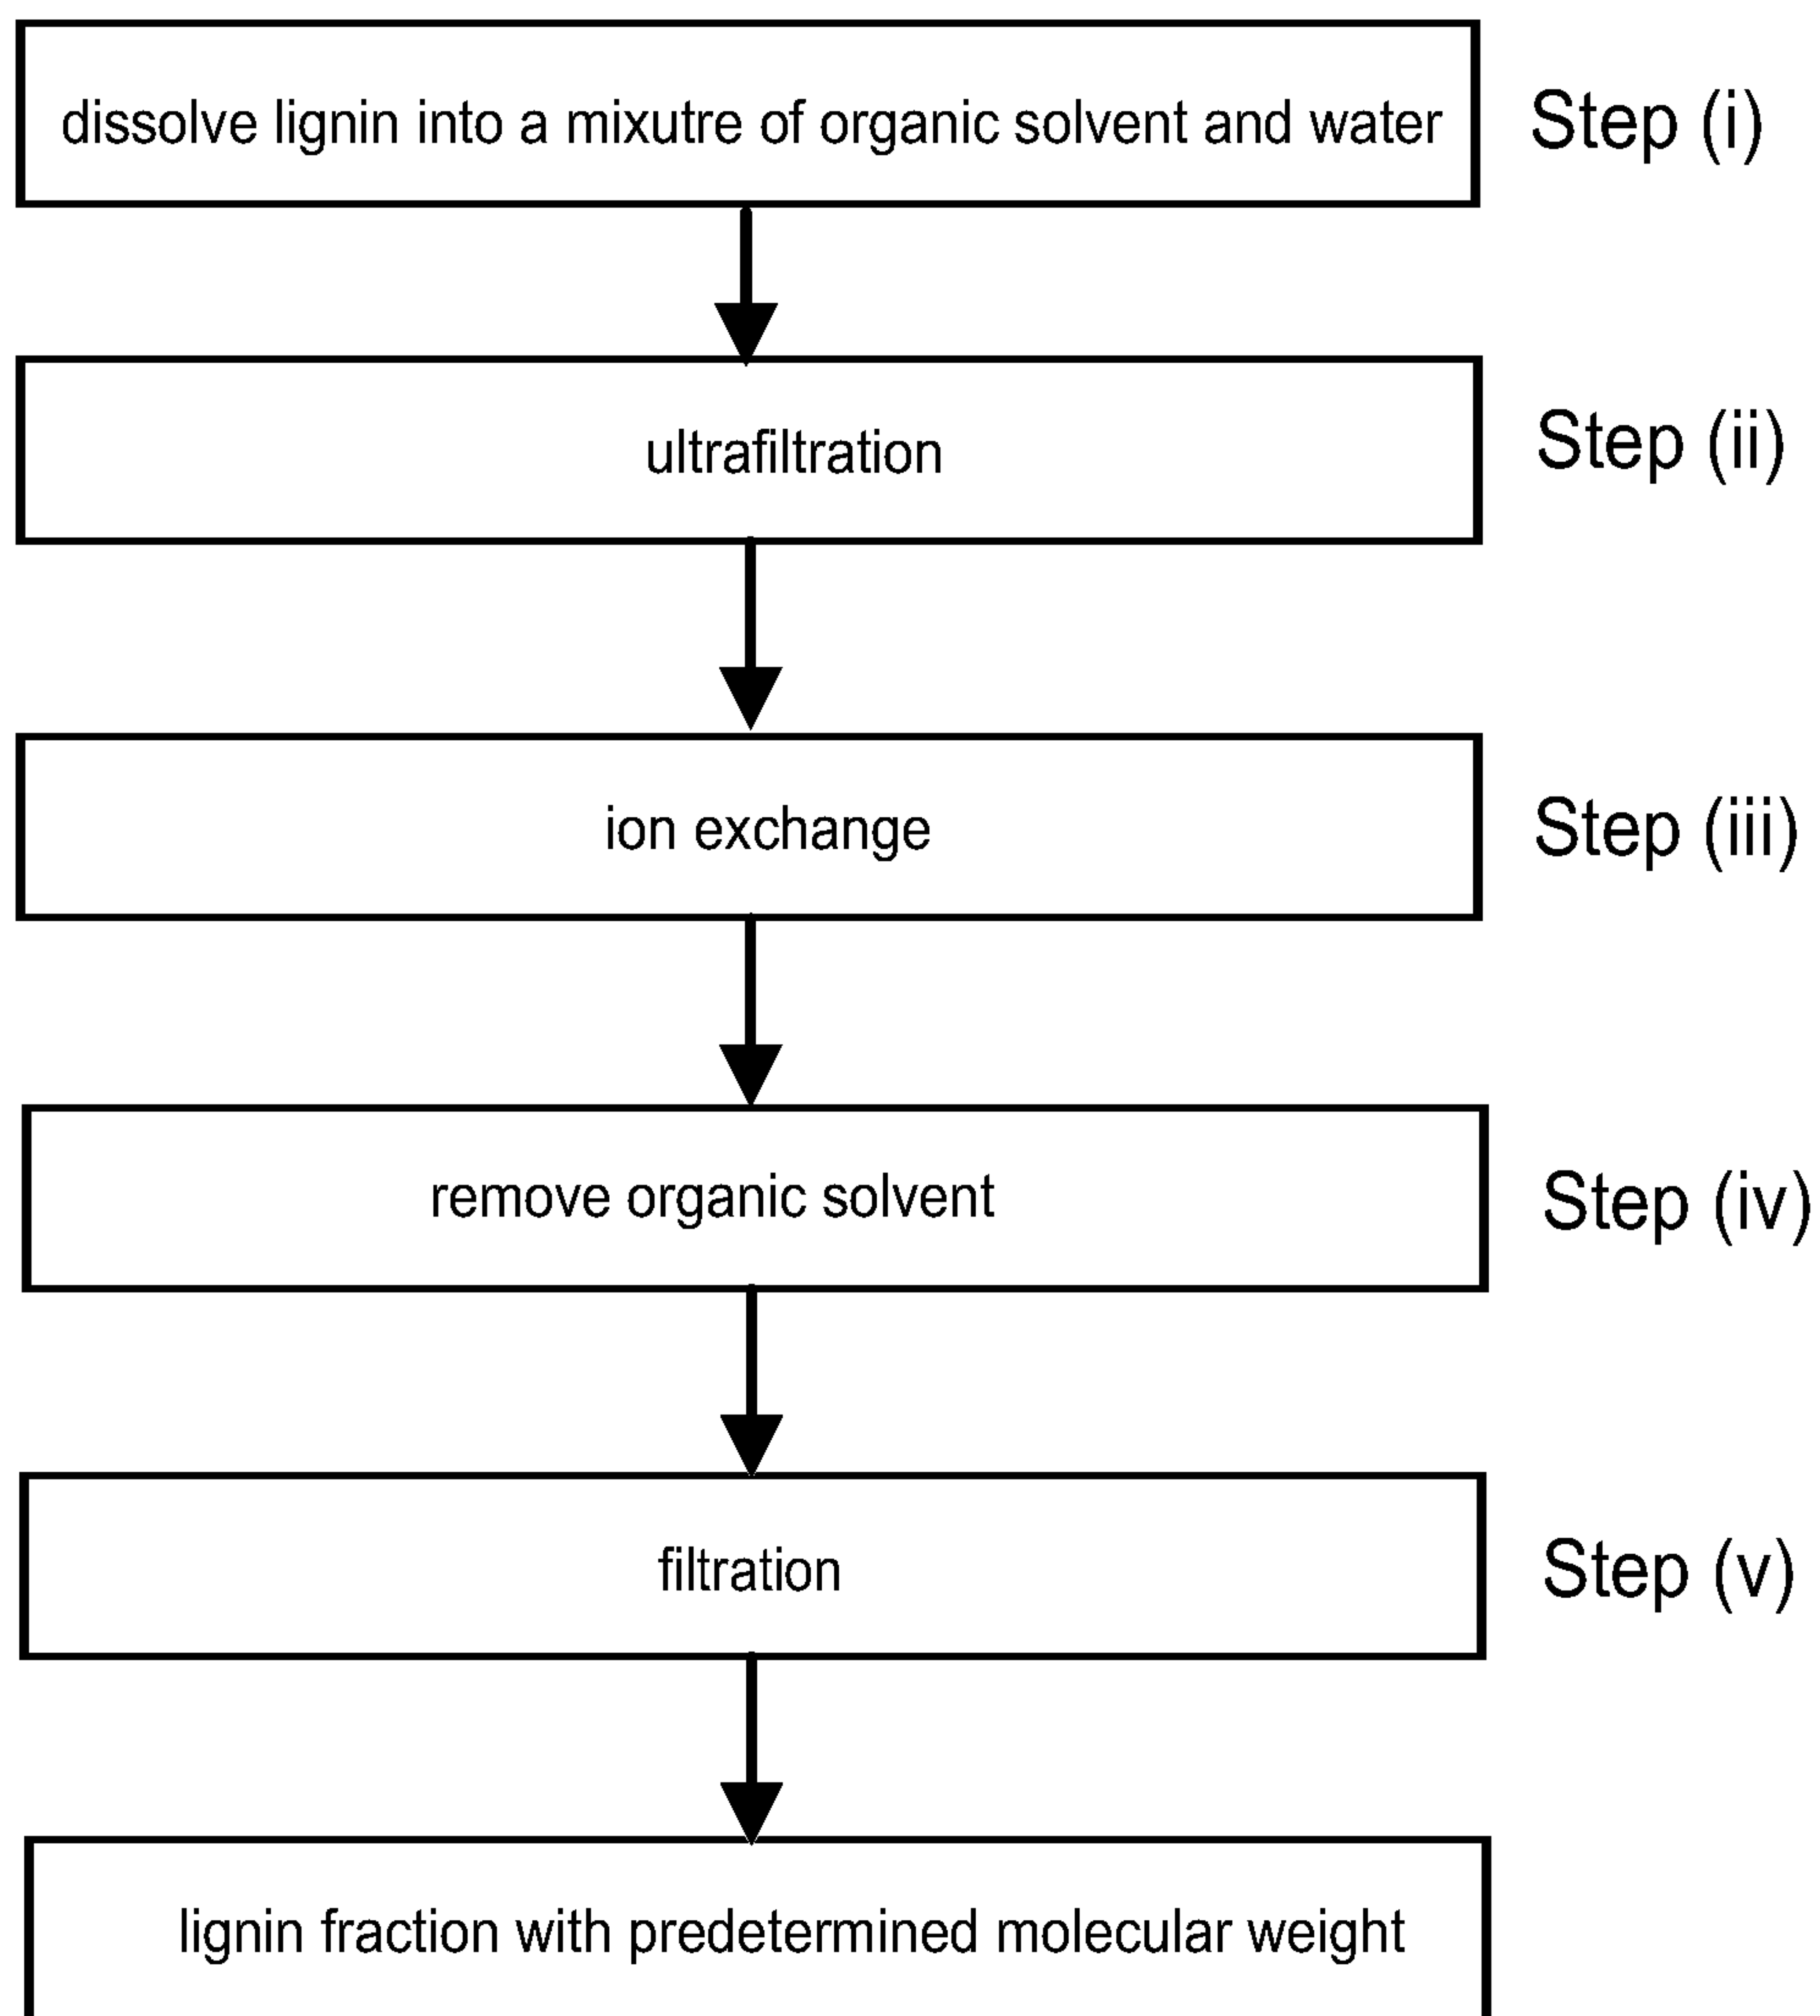 dissolve lignin into a mixutre of organic solvent and water
Step (i)
ultrafiltration
Step (ii)
ion exchange
Step (iii)
remove organic solvent
Step (iv)
filtration
Step (v)
lignin fraction with predetermined molecular weight